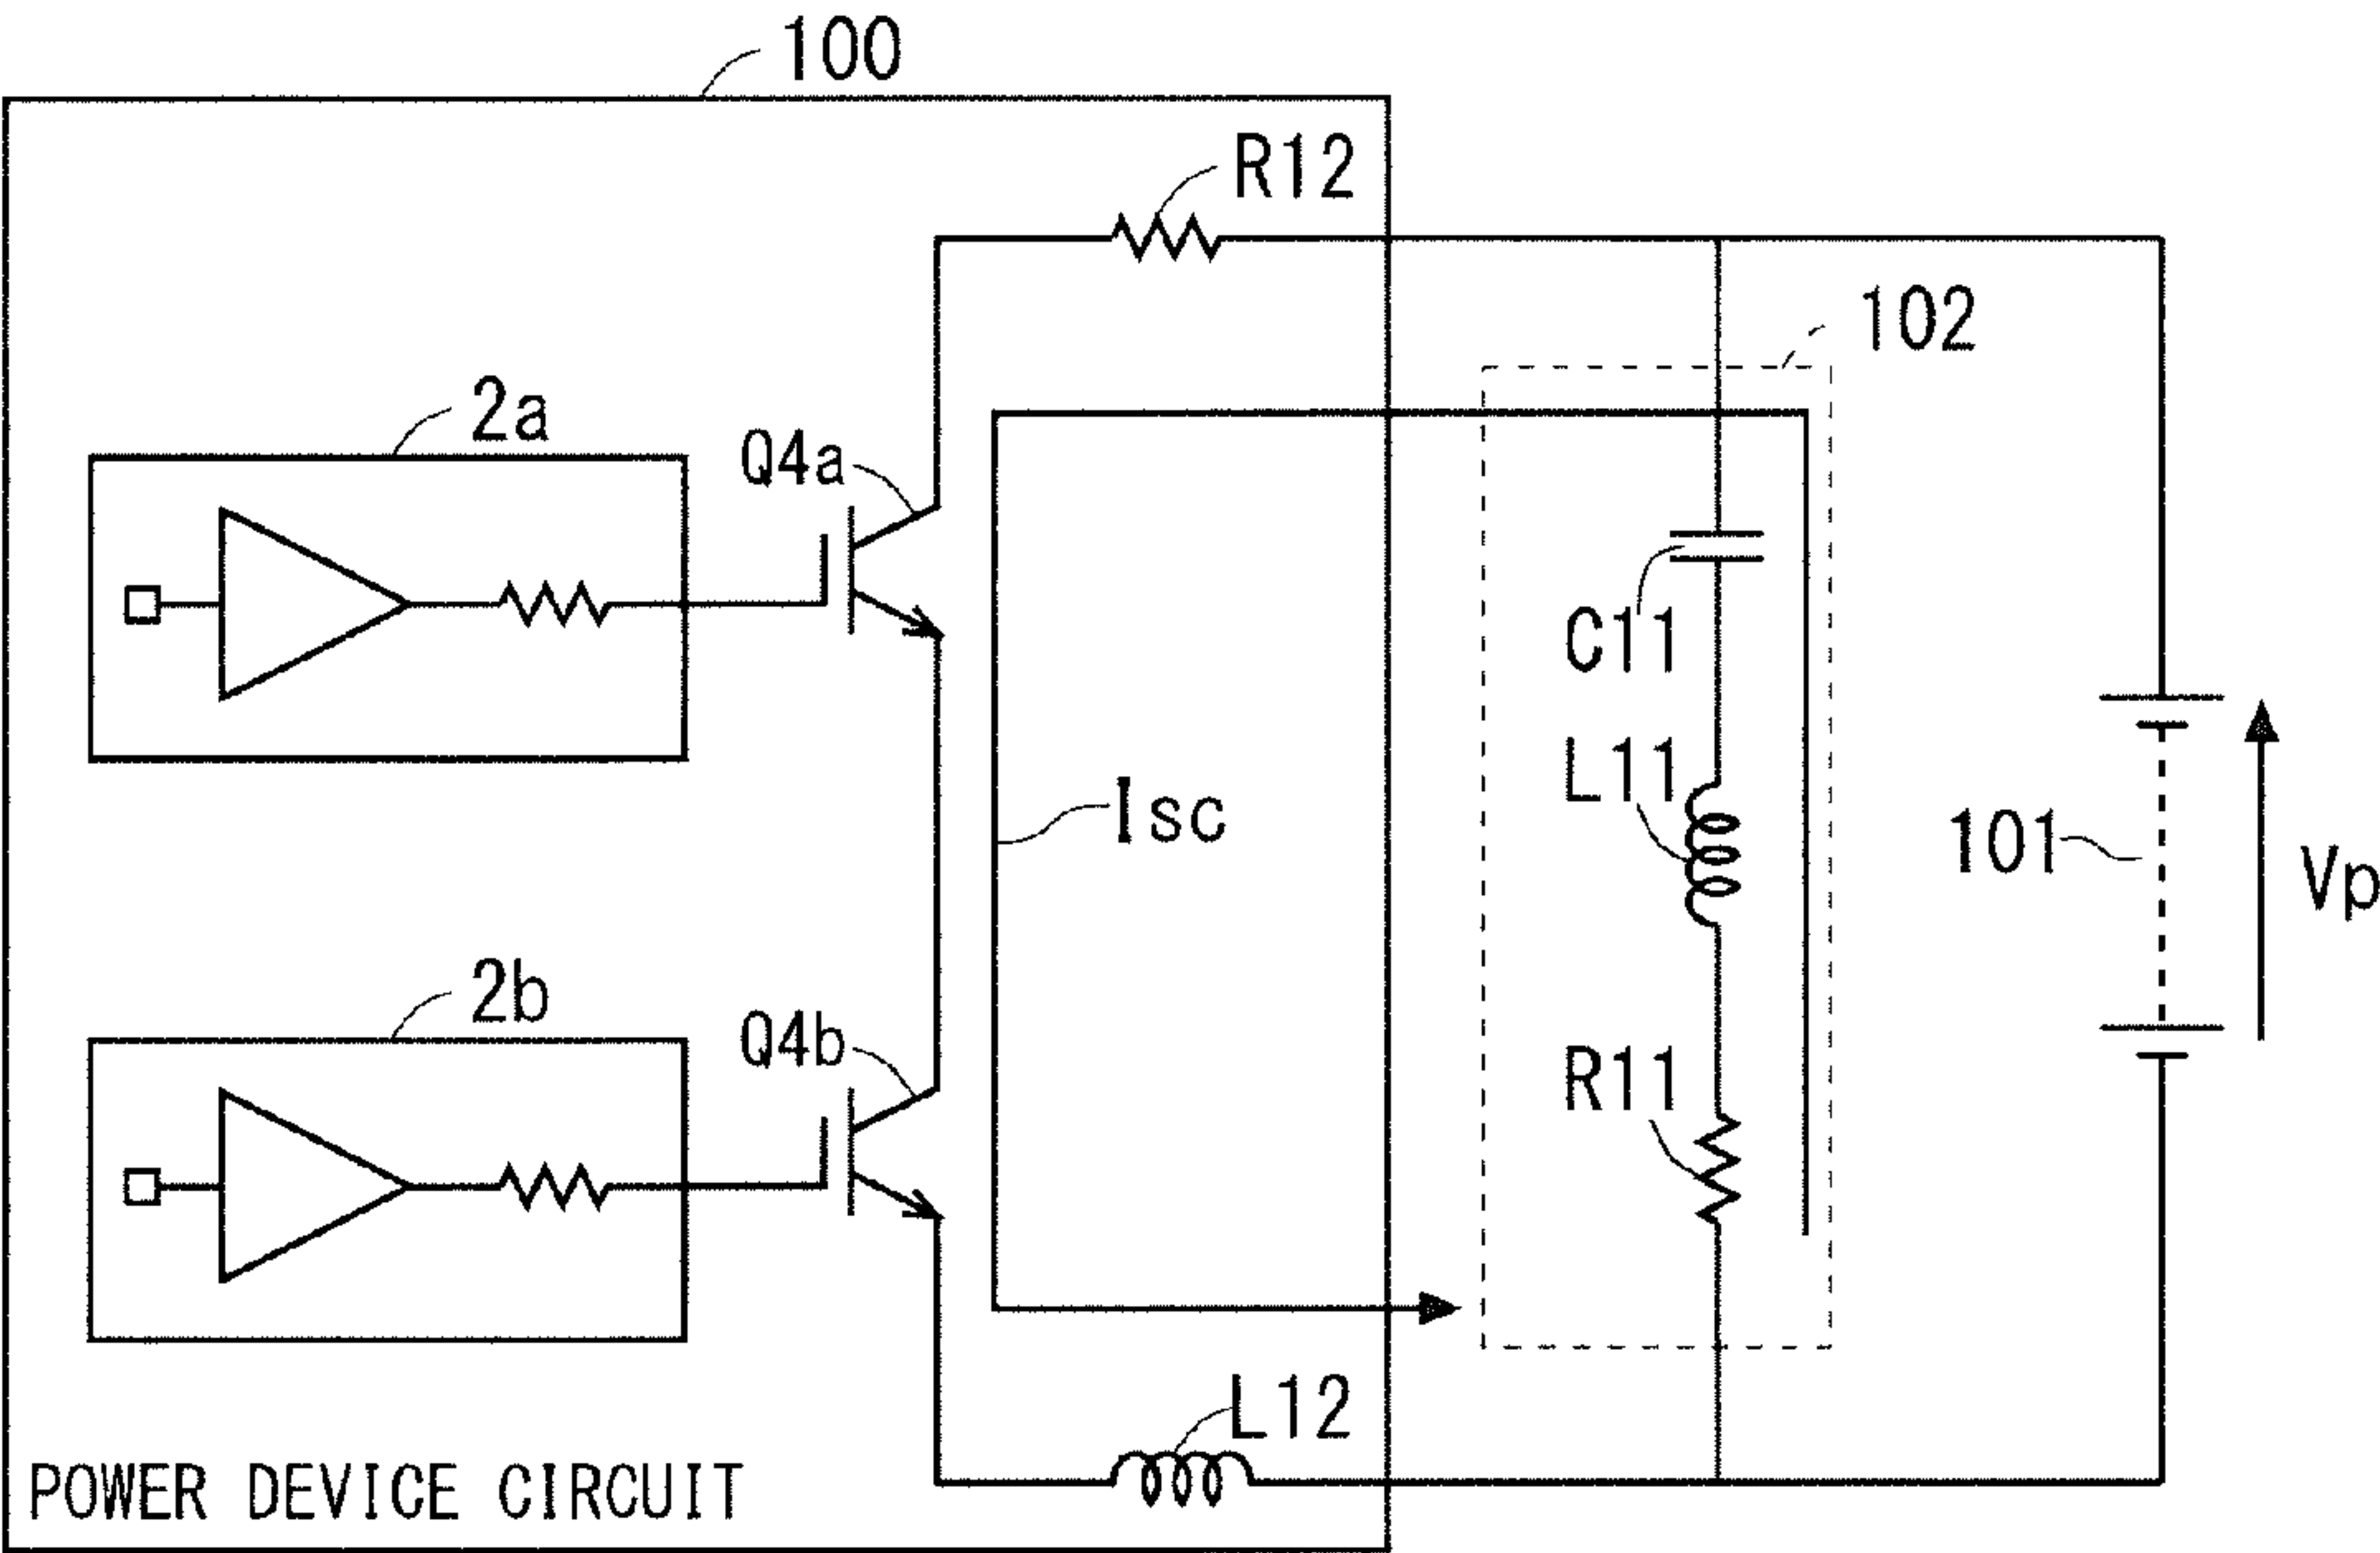 100
R12
102
2a
Q4a
C11
L11
Isc
101
Vp
2b
Q4b
R11
L12
POWER DEVICE CIRCUIT